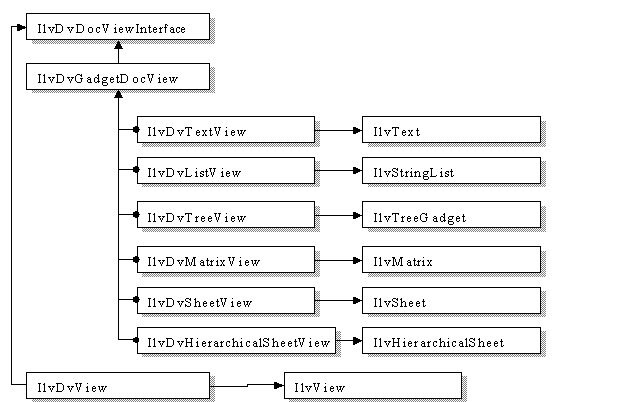 IlvDvDocViewInterface
IlvDvGadgetDocView
IlvDvTextView IlvText
IlvDvListView IlvStringList
IlvDvTreeView IlvTreeGadget
IlvDvMatrixView IlvMatrix
IlvDvSheetView IlvSheet
IlvDvHierarchicalSheetView IlvHierarchicalSheet
IlvDvView IlvView